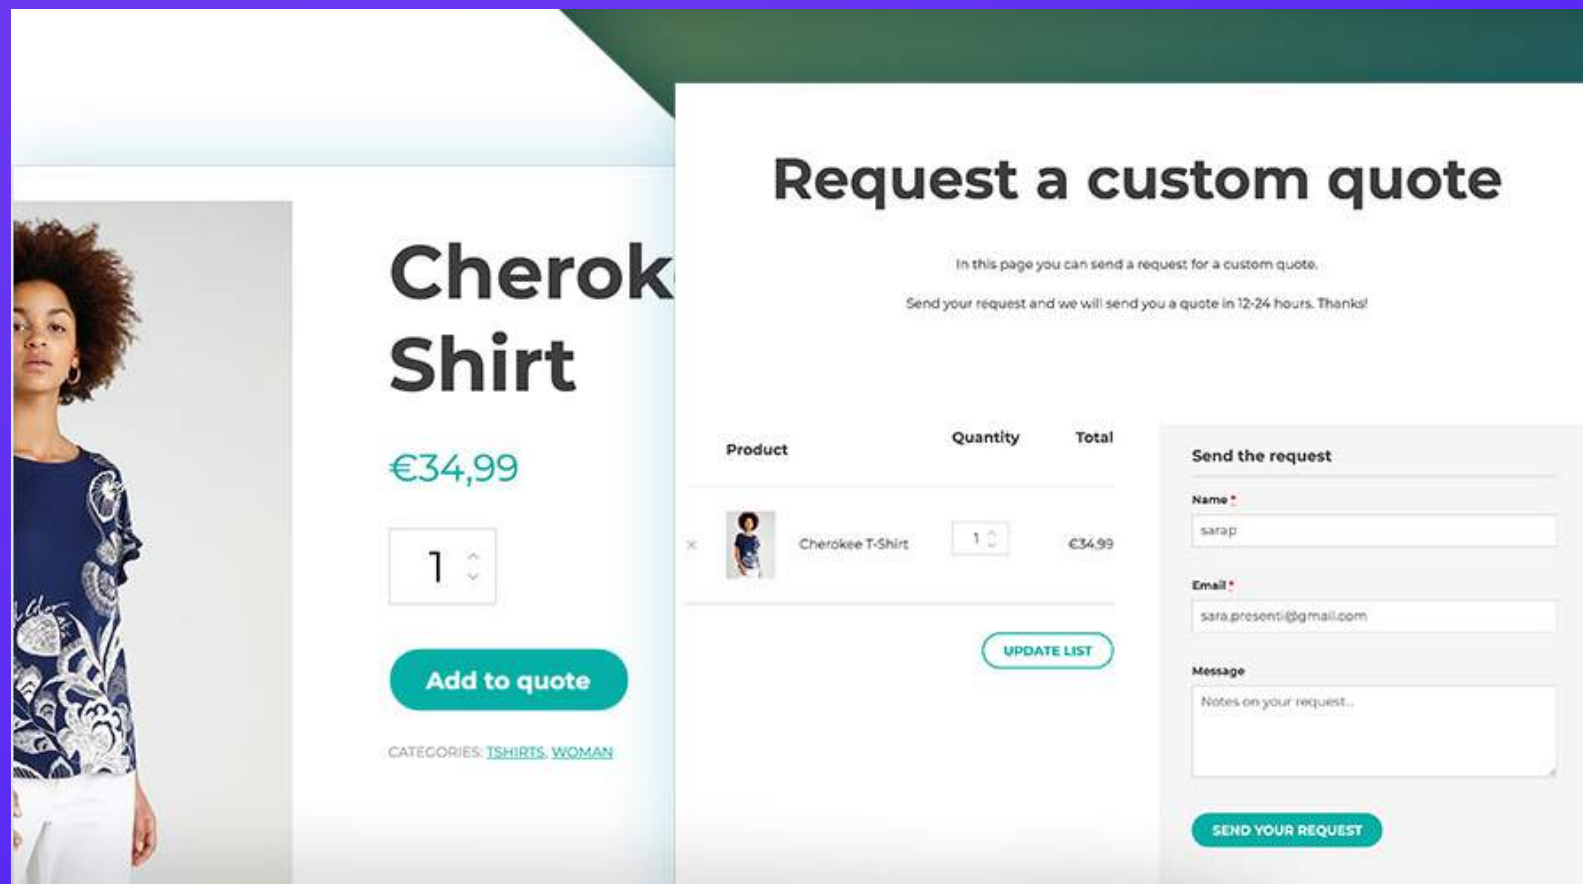 Cherok
Shirt
€34,99
1
Add to quote
CATEGORIES: TSHIRTS, WOMAN
Request a custom quote
In this page you can send a request for a custom quote.
Send your request and we will send you a quote in 12-24 hours. Thanks!
Product Quantity Total
× Cherokee T-Shirt 1 €34,99
UPDATE LIST
Send the request
Name *
sarap
Email *
sara.presenti@gmail.com
Message
Notes on your request...
SEND YOUR REQUEST